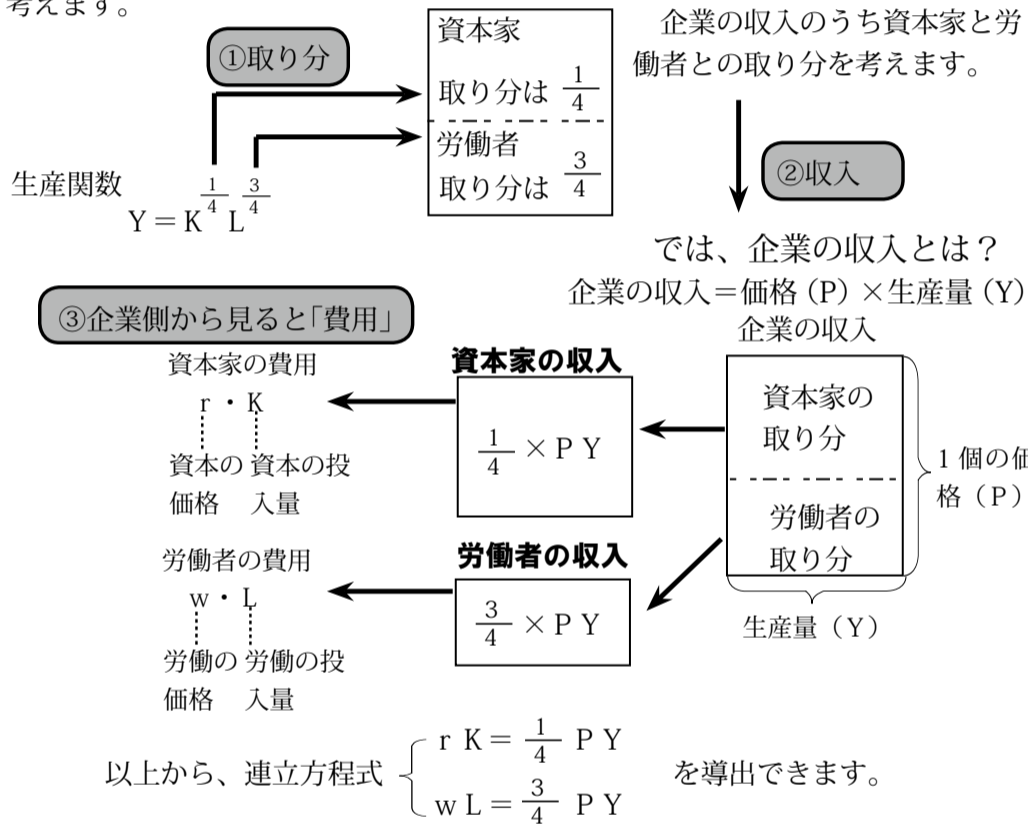 考えます。
①取り分
資本家
取り分は 1/4
労働者
取り分は 3/4
生産関数
Y＝K^(1/4) L^(3/4)
企業の収入のうち資本家と労
働者との取り分を考えます。
②収入
では、企業の収入とは？
企業の収入＝価格（P）×生産量（Y）
企業の収入
資本家の
取り分
労働者の
取り分
1個の価
格（P）
生産量（Y）
③企業側から見ると「費用」
資本家の費用
r・K
資本の 資本の投
価格 入量
資本家の収入
1/4 ×ＰＹ
労働者の費用
w・L
労働の 労働の投
価格 入量
労働者の収入
3/4 ×ＰＹ
以上から、連立方程式
r K＝ 1/4 ＰＹ
w L＝ 3/4 ＰＹ
を導出できます。